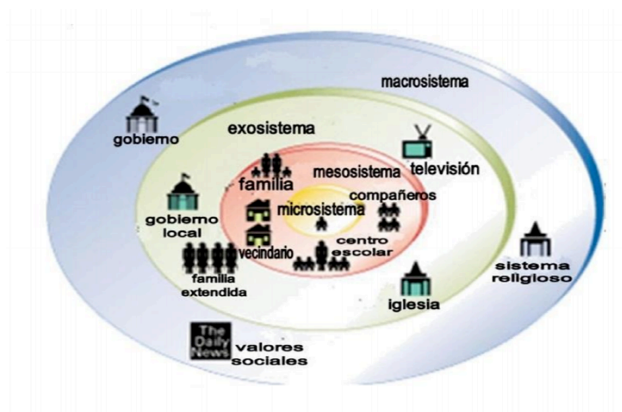 macrosistema
gobierno
exosistema
mesosistema
televisión
familia
compañeros
microsistema
gobierno
local
vecindario
centro
escolar
familia
extendida
iglesia
sistema
religioso
The
Daily
News
valores
sociales